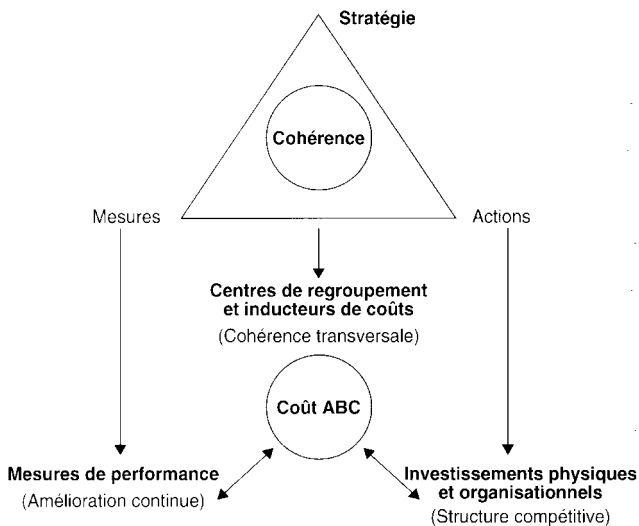 Stratégie
Cohérence
Mesures
Actions
Centres de regroupement
et inducteurs de coûts
(Cohérence transversale)
Coût ABC
Mesures de performance
(Amélioration continue)
Investissements physiques
et organisationnels
(Structure compétitive)